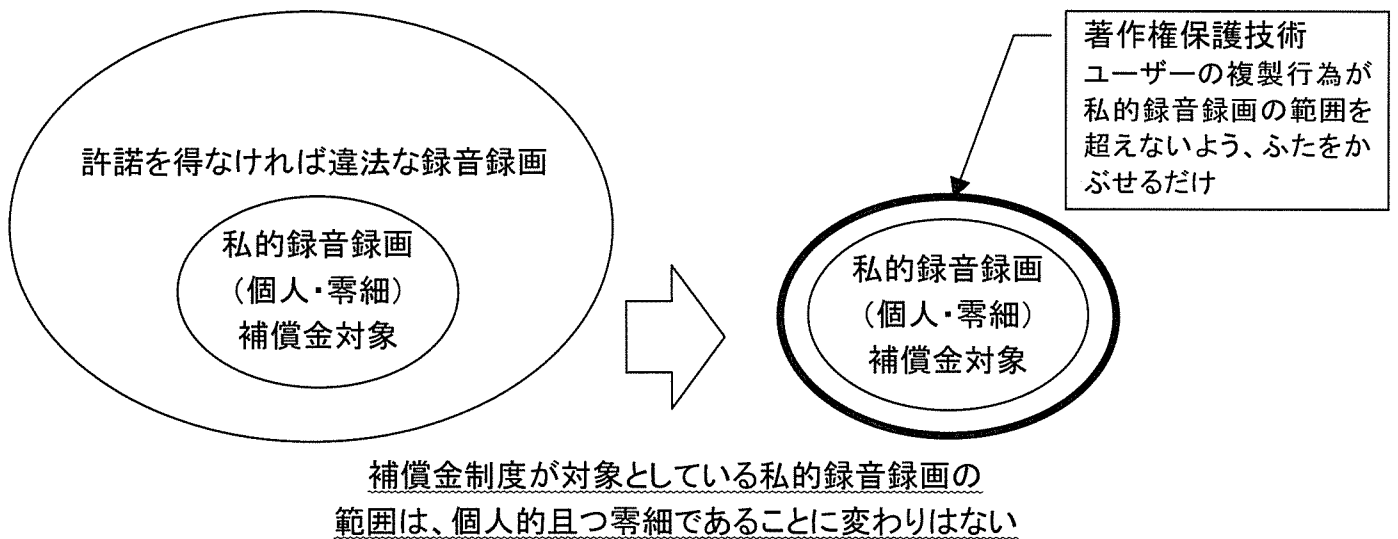 許諾を得なければ違法な録音録画
私的録音録画
（個人・零細）
補償金対象
著作権保護技術
ユーザーの複製行為が
私的録音録画の範囲を
超えないよう、ふたをか
ぶせるだけ
私的録音録画
（個人・零細）
補償金対象
補償金制度が対象としている私的録音録画の
範囲は、個人的且つ零細であることに変わりはない